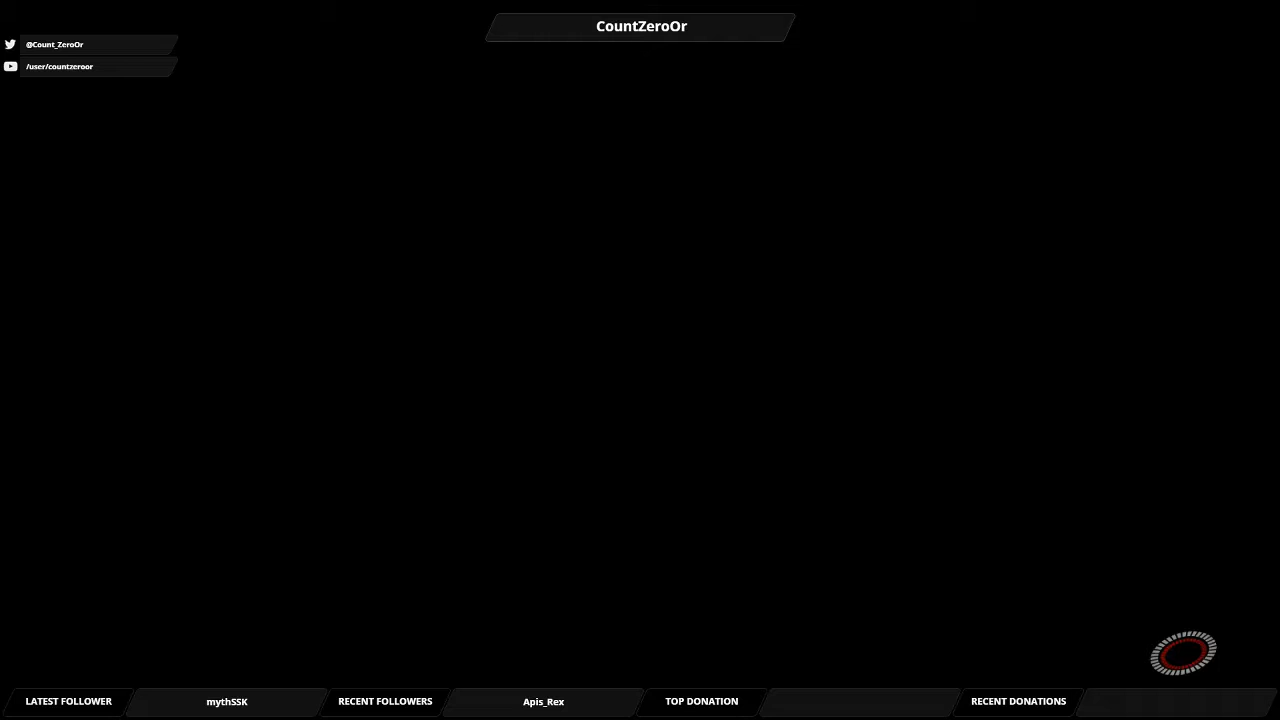 CountZeroOr
@Count_ZeroOr
/user/countzeroor
LATEST FOLLOWER
mythSSK
RECENT FOLLOWERS
Apis_Rex
TOP DONATION
RECENT DONATIONS